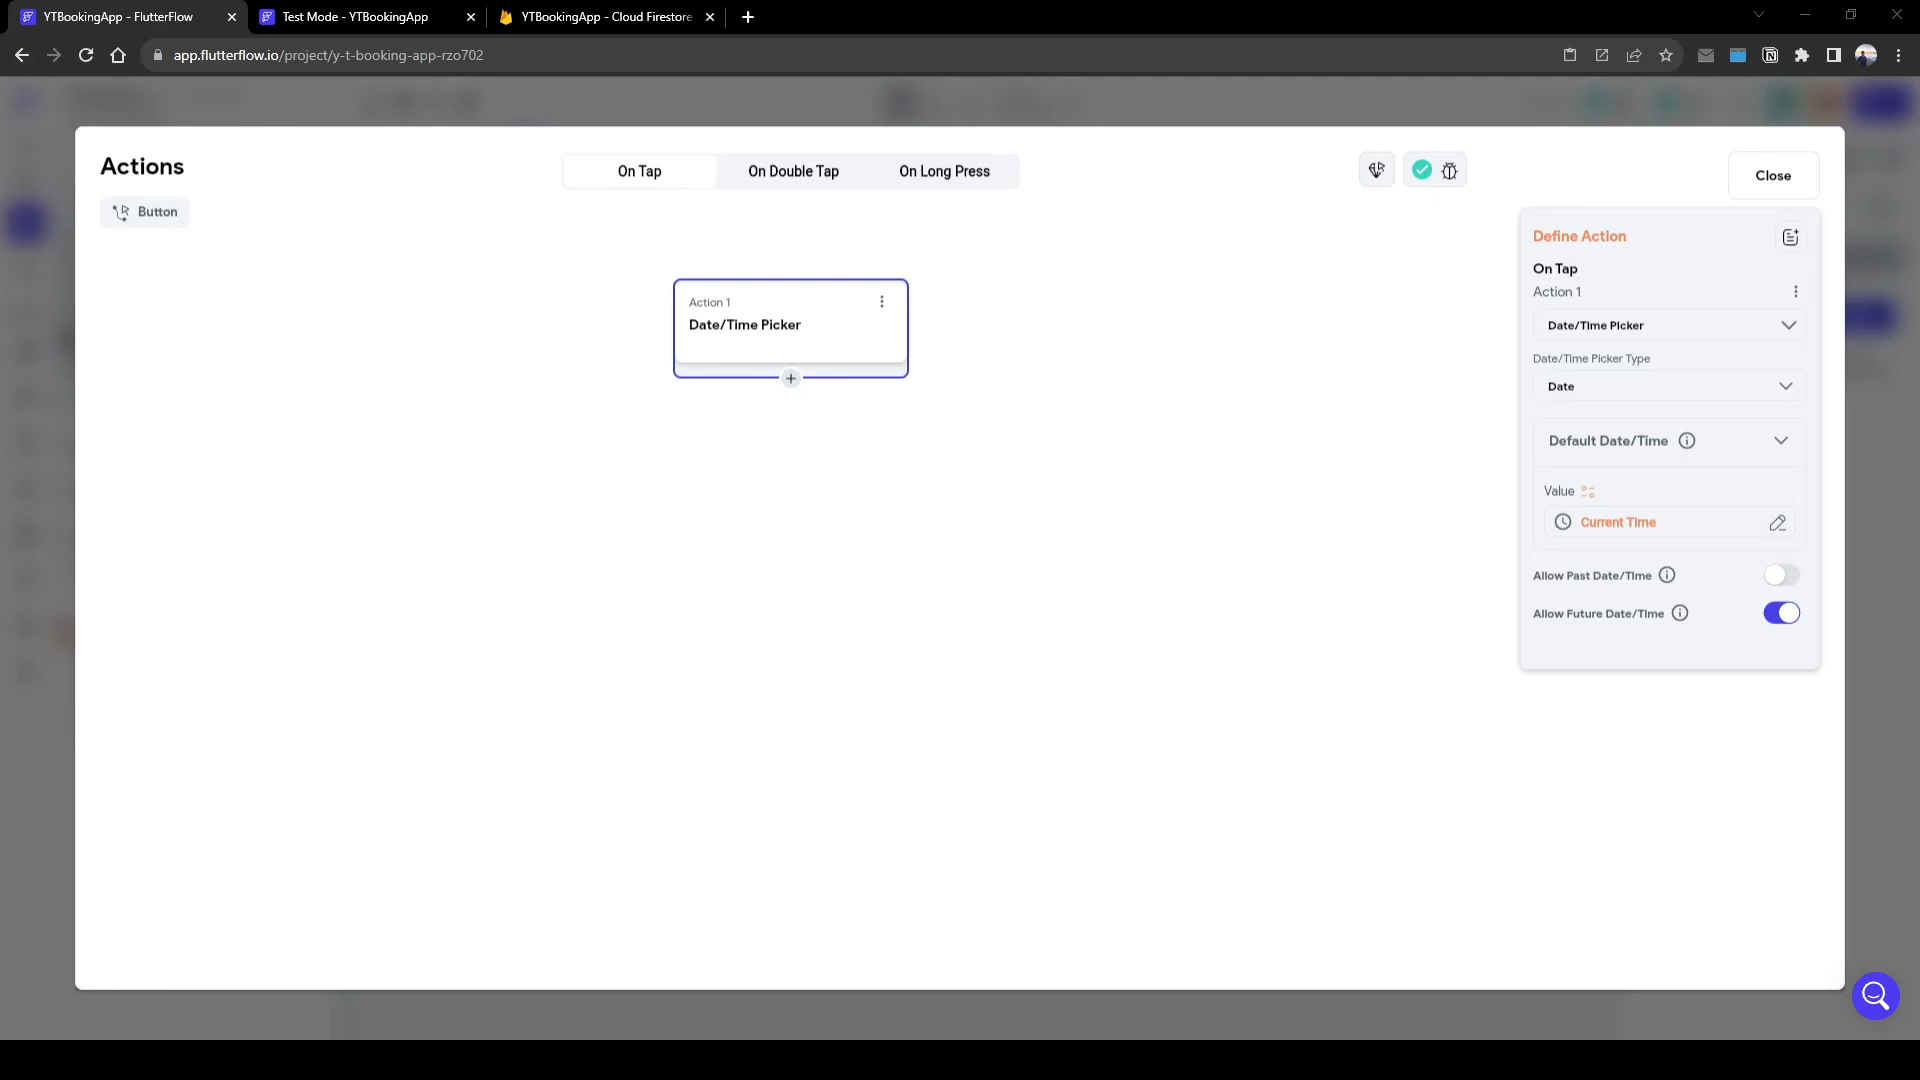 YTBookingApp - FlutterFlow
Test Mode - YTBookingApp
YTBookingApp - Cloud Firestore
app.flutterflow.io/project/y-t-booking-app-rzo702
Actions
On Tap
On Double Tap
On Long Press
Close
Button
Define Action
On Tap
Action 1
Date/Time Picker
Date/Time Picker Type
Date
Default Date/Time
Value
Current Time
Allow Past Date/Time
Allow Future Date/Time
Action 1
Date/Time Picker